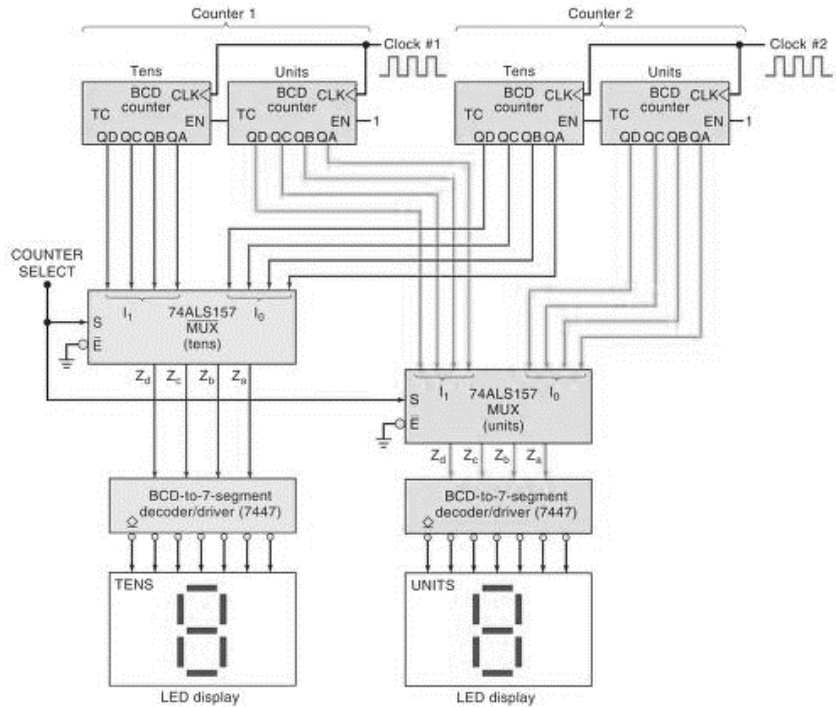 Counter 1
Counter 2
Clock #1
Clock #2
Tens
Units
Tens
Units
BCD counter CLK
TC
EN
QD QC QB QA
BCD counter CLK
TC
EN
1
QD QC QB QA
BCD counter CLK
TC
EN
QD QC QB QA
BCD counter CLK
TC
EN
1
QD QC QB QA
COUNTER
SELECT
I1
74ALS157
I0
S
MUX
E
(tens)
Zd Zc Zb Za
I1
74ALS157
I0
S
MUX
E
(units)
Zd Zc Zb Za
BCD-to-7-segment
decoder/driver (7447)
BCD-to-7-segment
decoder/driver (7447)
TENS
8
UNITS
8
LED display
LED display